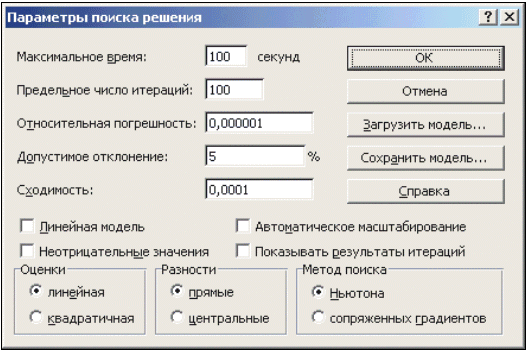 Параметры поиска решения
Максимальное время: 100 секунд OK
Предельное число итераций: 100 Отмена
Относительная погрешность: 0,000001 Загрузить модель...
Допустимое отклонение: 5 % Сохранить модель...
Сходимость: 0,0001 Справка
Линейная модель Автоматическое масштабирование
Неотрицательные значения Показывать результаты итераций
Оценки Разности Метод поиска
линейная прямые Ньютона
квадратичная центральные сопряженных градиентов